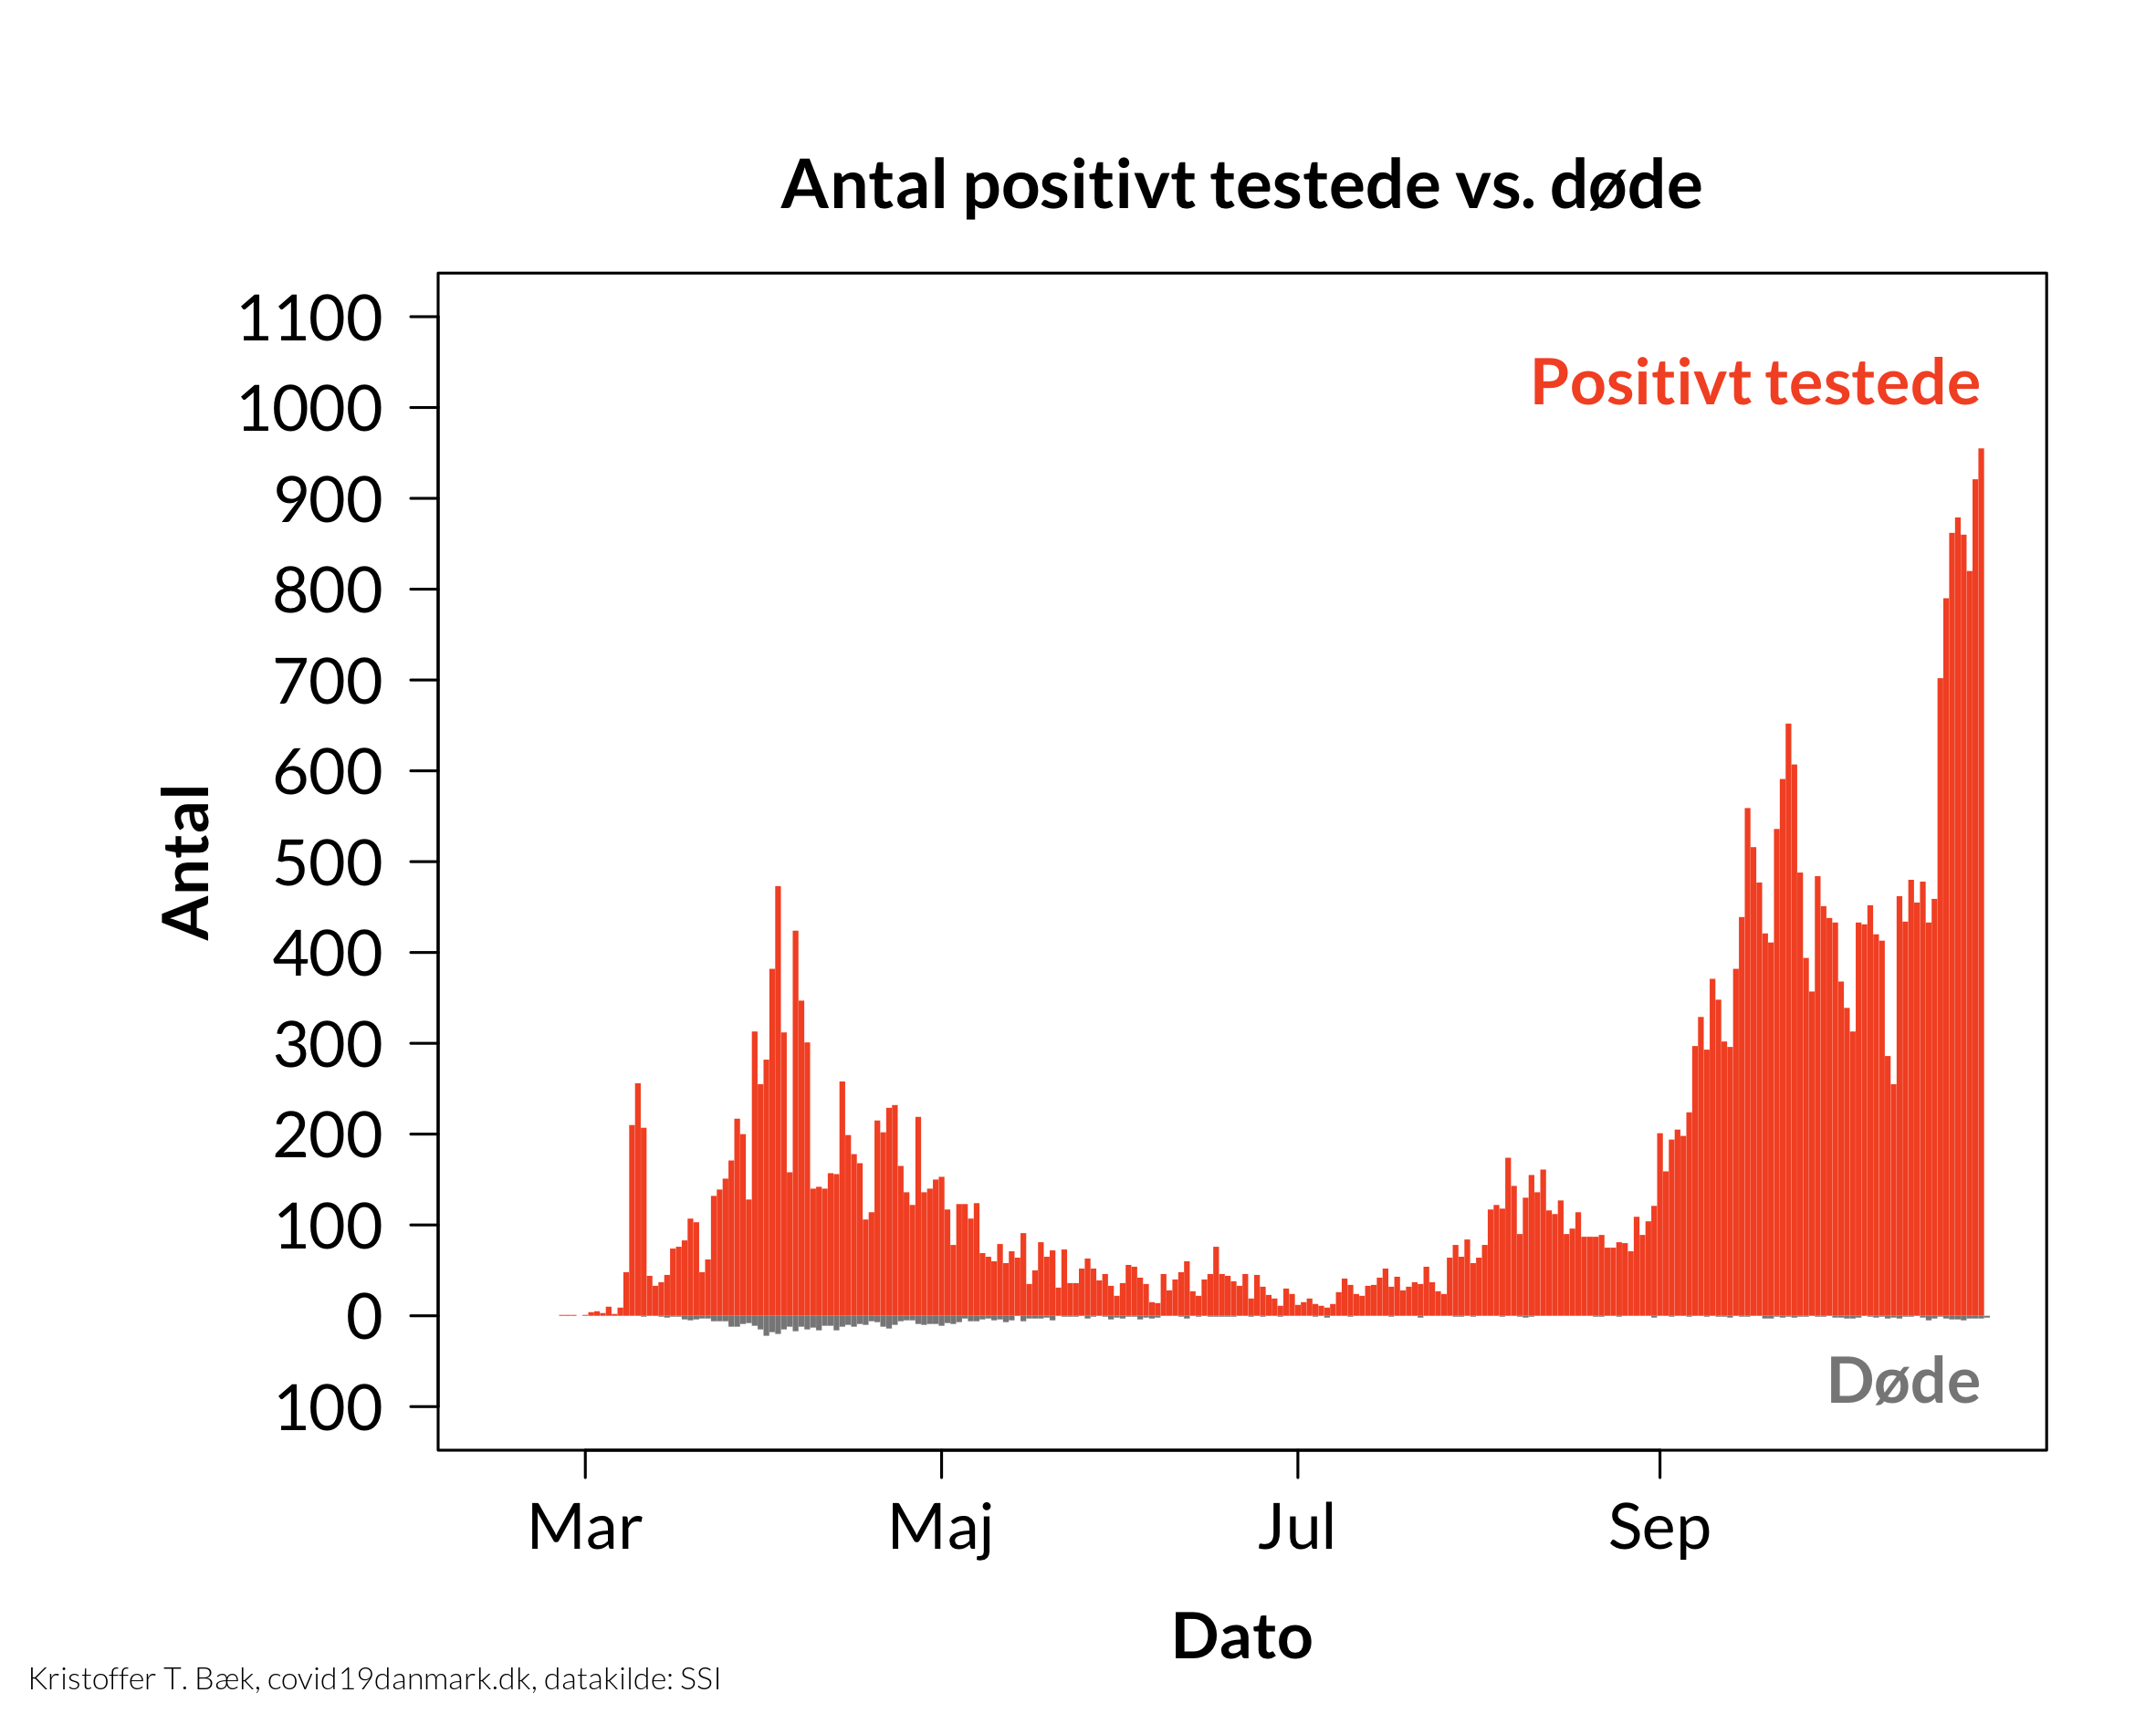 Antal positivt testede vs. døde
Positivt testede
1100
1000
900
800
700
600
500
400
300
200
100
0
100
Antal
Døde
Mar Maj Jul Sep
Dato
Kristoffer T. Bæk, covid19danmark.dk, datakilde: SSI